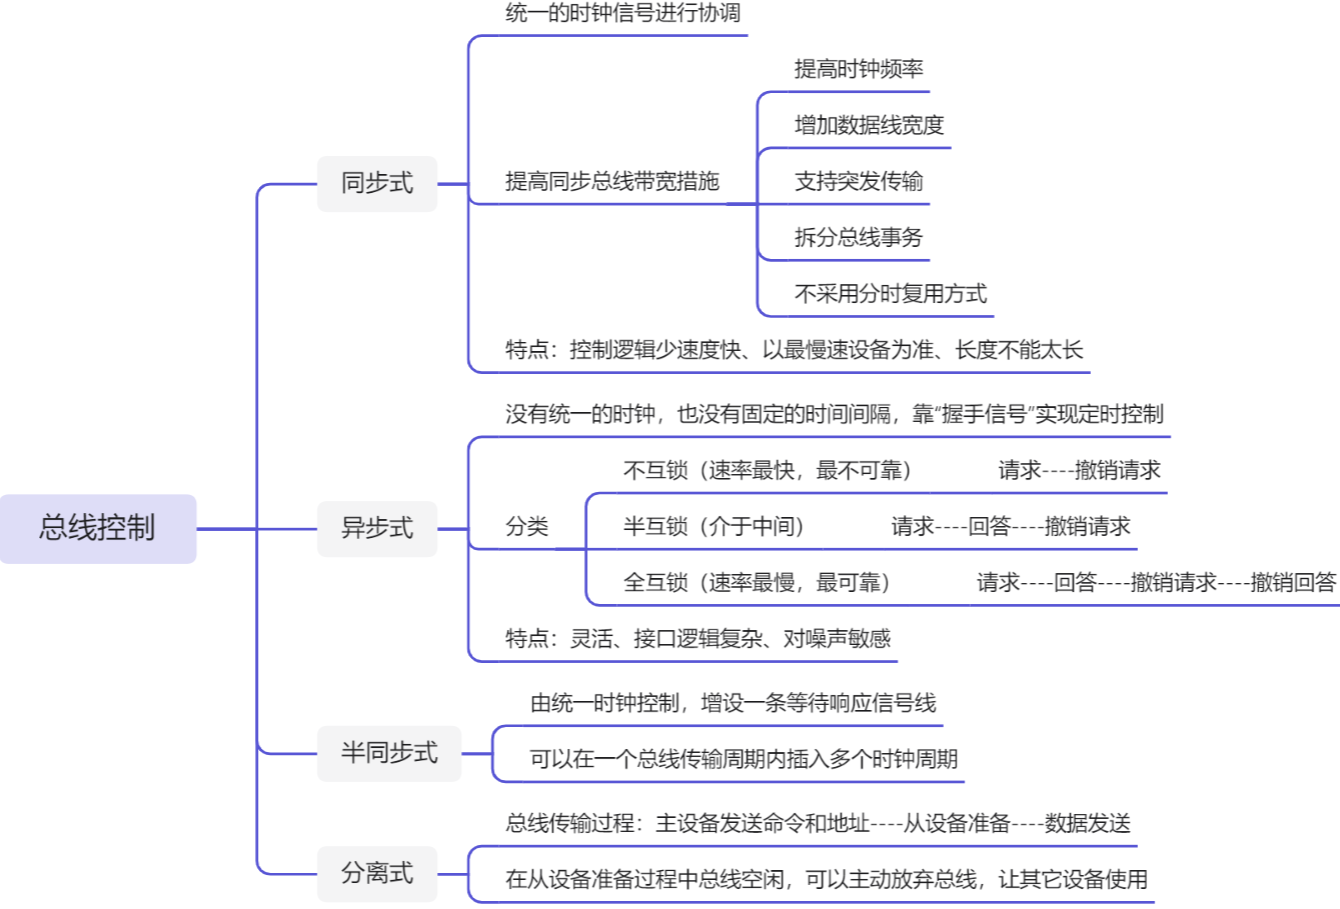 总线控制
同步式
统一的时钟信号进行协调
提高同步总线带宽措施
提高时钟频率
增加数据线宽度
支持突发传输
拆分总线事务
不采用分时复用方式
特点：控制逻辑少速度快、以最慢速设备为准、长度不能太长
异步式
没有统一的时钟，也没有固定的时间间隔，靠“握手信号”实现定时控制
分类
不互锁（速率最快，最不可靠） 请求----撤销请求
半互锁（介于中间） 请求----回答----撤销请求
全互锁（速率最慢，最可靠） 请求----回答----撤销请求----撤销回答
特点：灵活、接口逻辑复杂、对噪声敏感
半同步式
由统一时钟控制，增设一条等待响应信号线
可以在一个总线传输周期内插入多个时钟周期
分离式
总线传输过程：主设备发送命令和地址----从设备准备----数据发送
在从设备准备过程中总线空闲，可以主动放弃总线，让其它设备使用